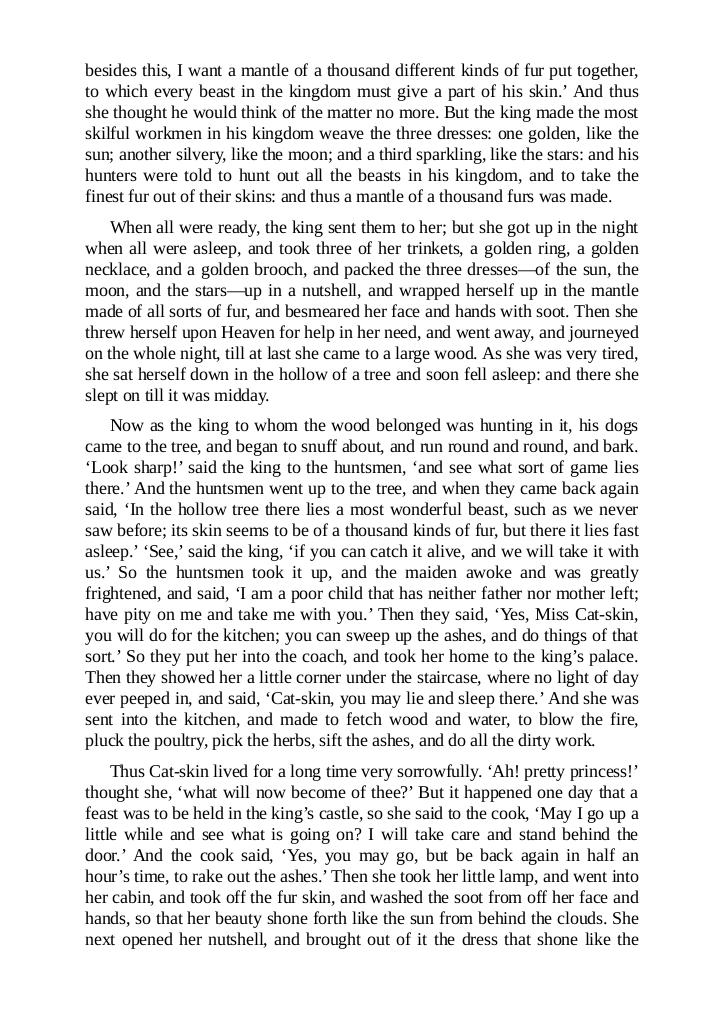 besides this, I want a mantle of a thousand different kinds of fur put together,
to which every beast in the kingdom must give a part of his skin.’ And thus
she thought he would think of the matter no more. But the king made the most
skilful workmen in his kingdom weave the three dresses: one golden, like the
sun; another silvery, like the moon; and a third sparkling, like the stars: and his
hunters were told to hunt out all the beasts in his kingdom, and to take the
finest fur out of their skins: and thus a mantle of a thousand furs was made.
When all were ready, the king sent them to her; but she got up in the night
when all were asleep, and took three of her trinkets, a golden ring, a golden
necklace, and a golden brooch, and packed the three dresses—of the sun, the
moon, and the stars—up in a nutshell, and wrapped herself up in the mantle
made of all sorts of fur, and besmeared her face and hands with soot. Then she
threw herself upon Heaven for help in her need, and went away, and journeyed
on the whole night, till at last she came to a large wood. As she was very tired,
she sat herself down in the hollow of a tree and soon fell asleep: and there she
slept on till it was midday.
Now as the king to whom the wood belonged was hunting in it, his dogs
came to the tree, and began to snuff about, and run round and round, and bark.
‘Look sharp!’ said the king to the huntsmen, ‘and see what sort of game lies
there.’ And the huntsmen went up to the tree, and when they came back again
said, ‘In the hollow tree there lies a most wonderful beast, such as we never
saw before; its skin seems to be of a thousand kinds of fur, but there it lies fast
asleep.’ ‘See,’ said the king, ‘if you can catch it alive, and we will take it with
us.’ So the huntsmen took it up, and the maiden awoke and was greatly
frightened, and said, ‘I am a poor child that has neither father nor mother left;
have pity on me and take me with you.’ Then they said, ‘Yes, Miss Cat-skin,
you will do for the kitchen; you can sweep up the ashes, and do things of that
sort.’ So they put her into the coach, and took her home to the king’s palace.
Then they showed her a little corner under the staircase, where no light of day
ever peeped in, and said, ‘Cat-skin, you may lie and sleep there.’ And she was
sent into the kitchen, and made to fetch wood and water, to blow the fire,
pluck the poultry, pick the herbs, sift the ashes, and do all the dirty work.
Thus Cat-skin lived for a long time very sorrowfully. ‘Ah! pretty princess!’
thought she, ‘what will now become of thee?’ But it happened one day that a
feast was to be held in the king’s castle, so she said to the cook, ‘May I go up a
little while and see what is going on? I will take care and stand behind the
door.’ And the cook said, ‘Yes, you may go, but be back again in half an
hour’s time, to rake out the ashes.’ Then she took her little lamp, and went into
her cabin, and took off the fur skin, and washed the soot from off her face and
hands, so that her beauty shone forth like the sun from behind the clouds. She
next opened her nutshell, and brought out of it the dress that shone like the